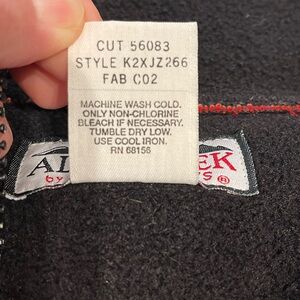 CUT 56083
STYLE K2XJZ266
FAB C02
MACHINE WASH COLD.
ONLY NON-CHLORINE
BLEACH IF NECESSARY.
TUMBLE DRY LOW.
USE COOL IRON.
RN 68156